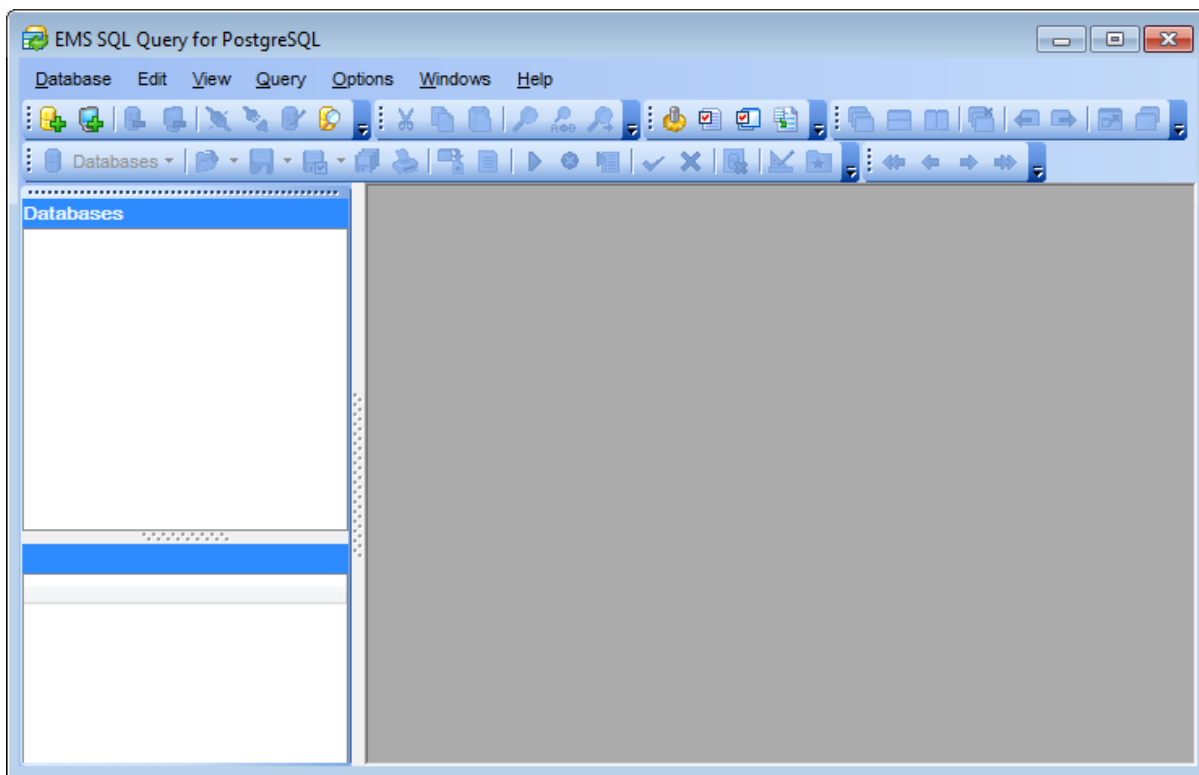 EMS SQL Query for PostgreSQL
Database Edit View Query Options Windows Help
Databases
Databases